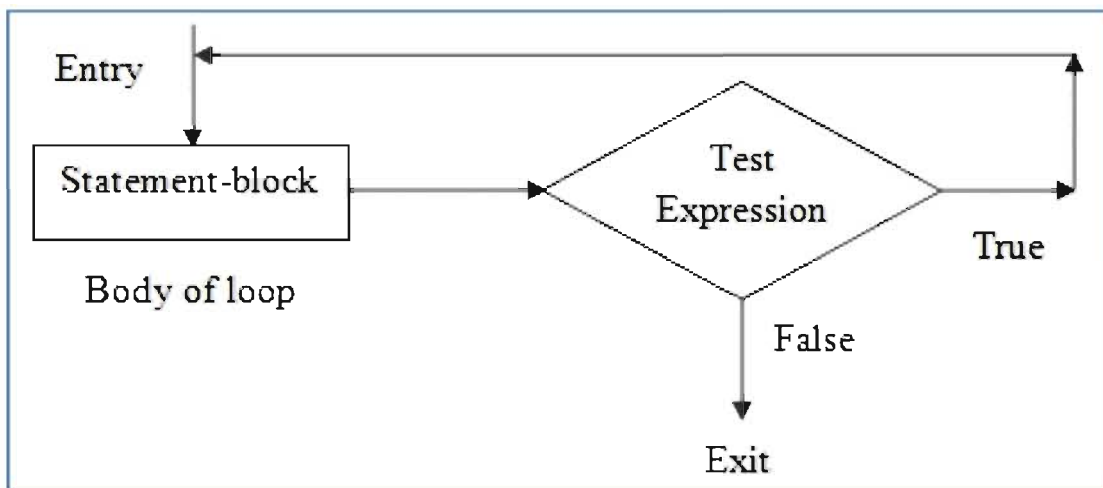 Entry
Statement-block
Body of loop
Test
Expression
True
False
Exit